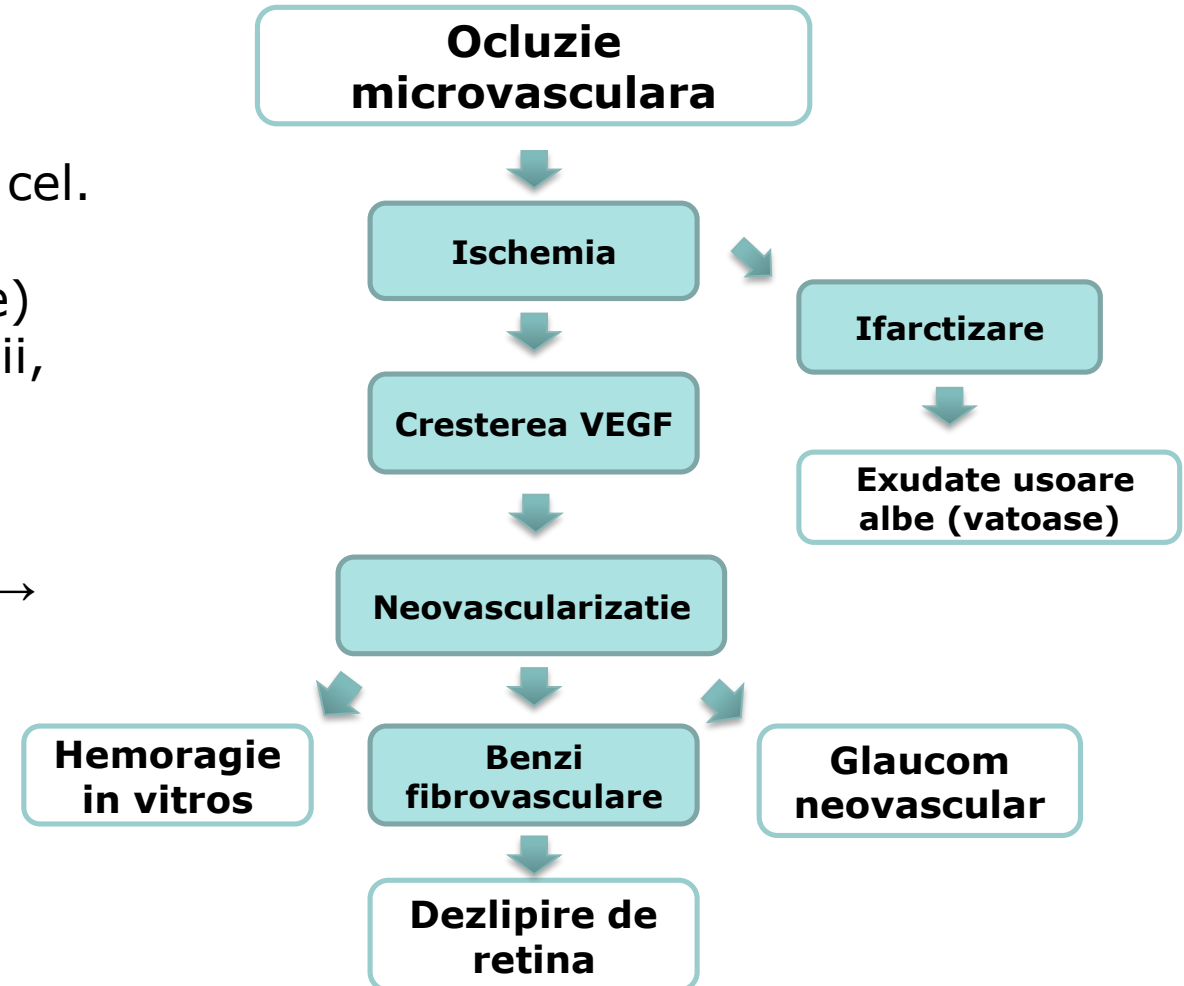 Ocluzie
microvasculara
cel.
e)
ii,
→
Ischemia
Ifarctizare
Cresterea VEGF
Exudate usoare
albe (vatoase)
Neovascularizatie
Hemoragie
in vitros
Benzi
fibrovasculare
Glaucom
neovascular
Dezlipire de
retina